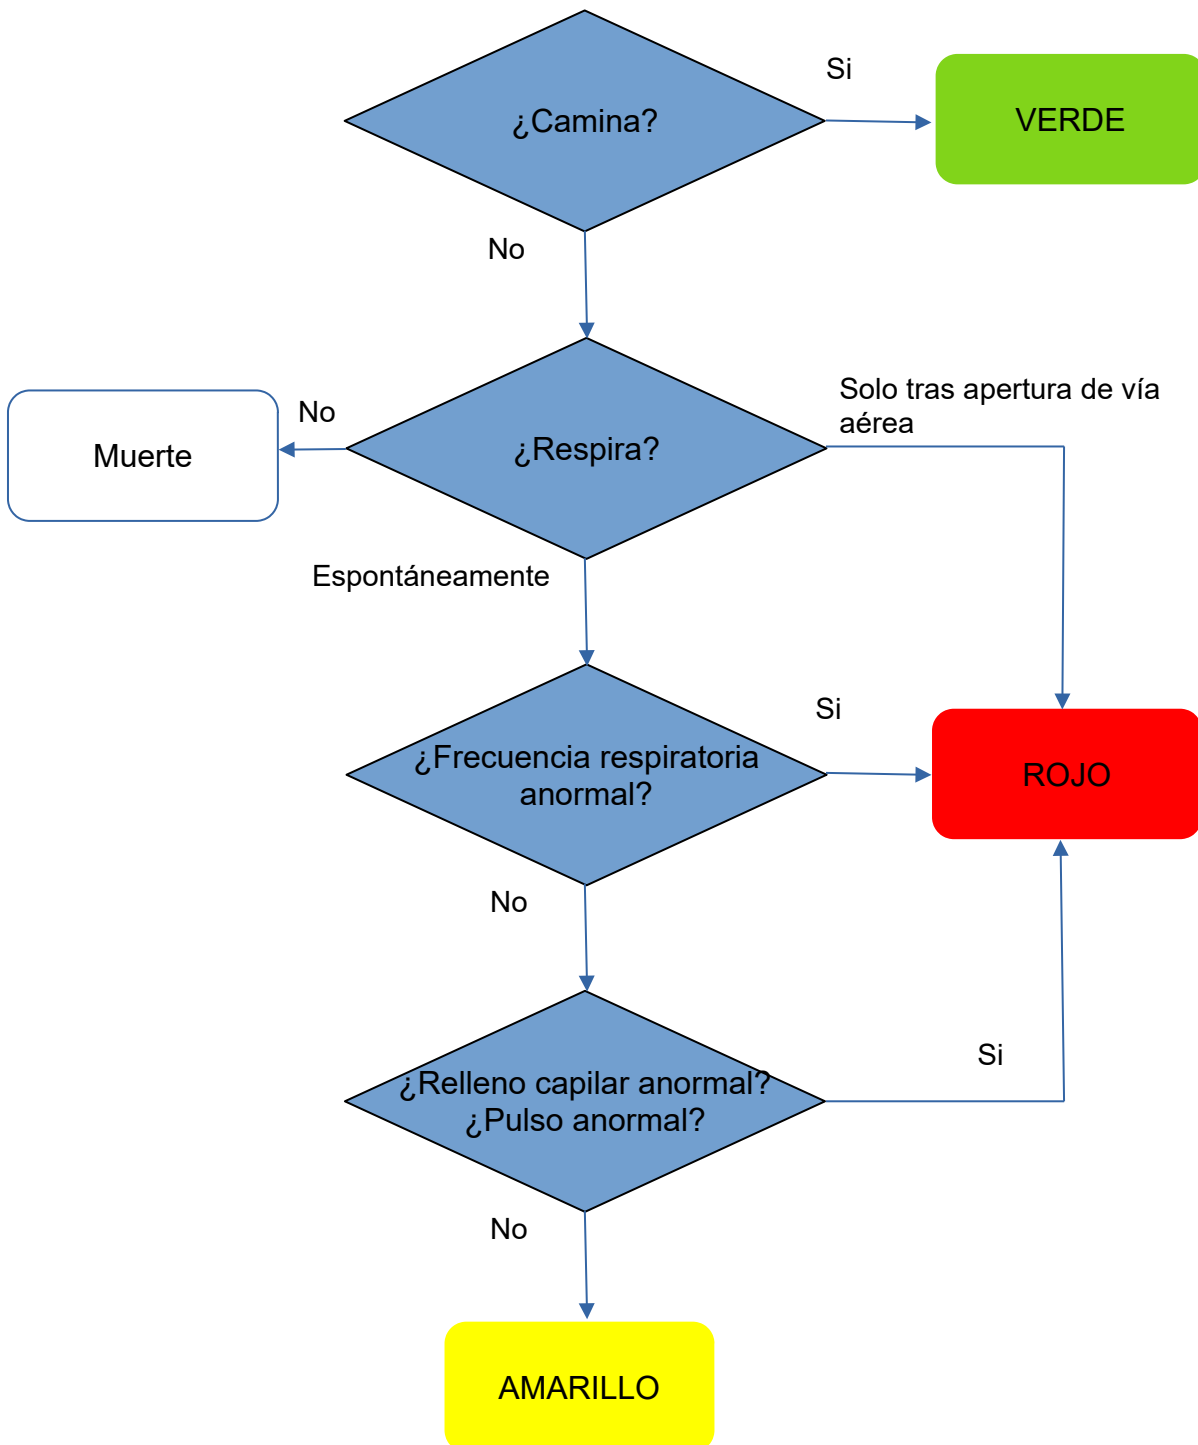 ¿Camina?
Si
VERDE
No
Muerte
No
¿Respira?
Solo tras apertura de vía
aérea
Espontáneamente
¿Frecuencia respiratoria
anormal?
Si
ROJO
No
¿Relleno capilar anormal?
¿Pulso anormal?
Si
No
AMARILLO